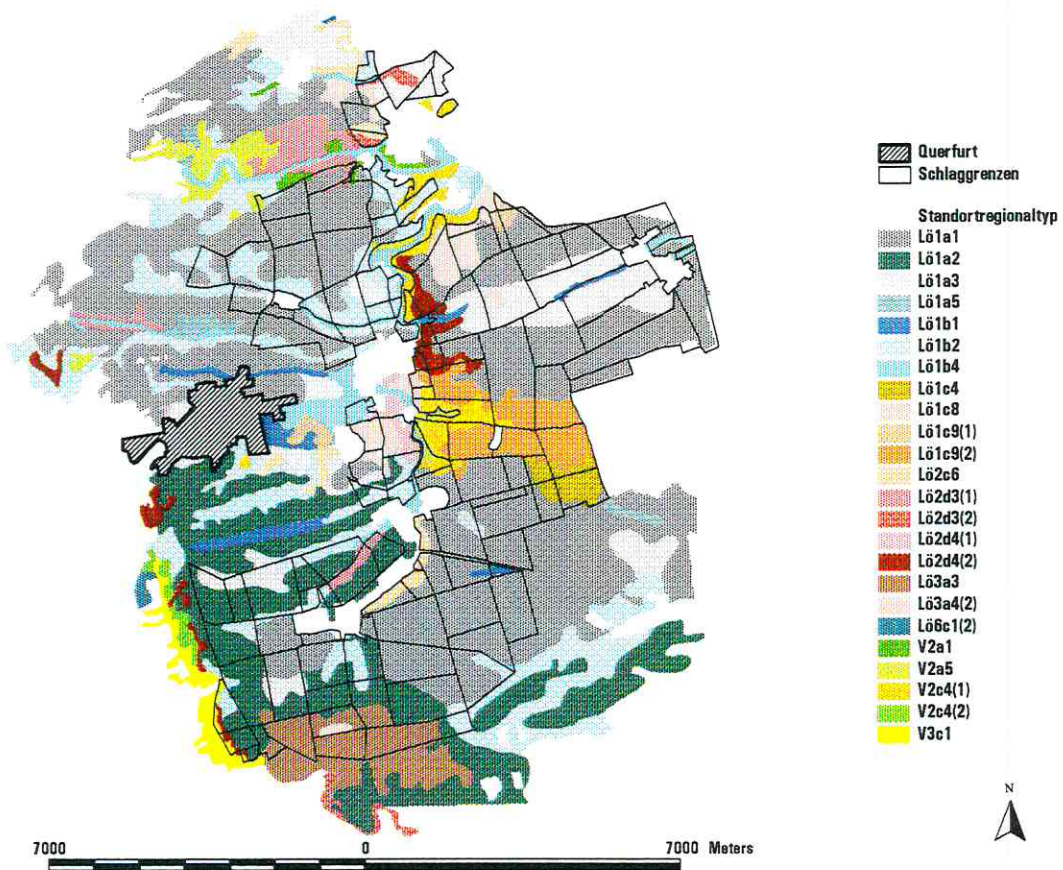 Querfurt
Schlaggrenzen
Standortregionaltyp
Lö1a1
Lö1a2
Lö1a3
Lö1a5
Lö1b1
Lö1b2
Lö1b4
Lö1c4
Lö1c8
Lö1c9(1)
Lö1c9(2)
Lö2c6
Lö2d3(1)
Lö2d3(2)
Lö2d4(1)
Lö2d4(2)
Lö3a3
Lö3a4(2)
Lö6c1(2)
V2a1
V2a5
V2c4(1)
V2c4(2)
V3c1
N
7000 0 7000 Meters